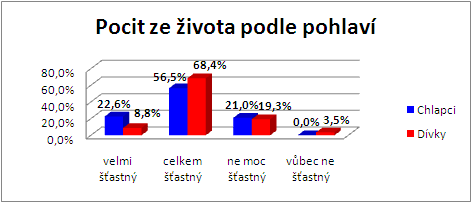 Pocit ze života podle pohlaví
80,0%
60,0%
40,0%
20,0%
0,0%
22,6%
8,8%
56,5%
68,4%
21,0%
19,3%
0,0%
3,5%
velmi šťastný
celkem šťastný
ne moc šťastný
vůbec ne šťastný
Chlapci
Dívky